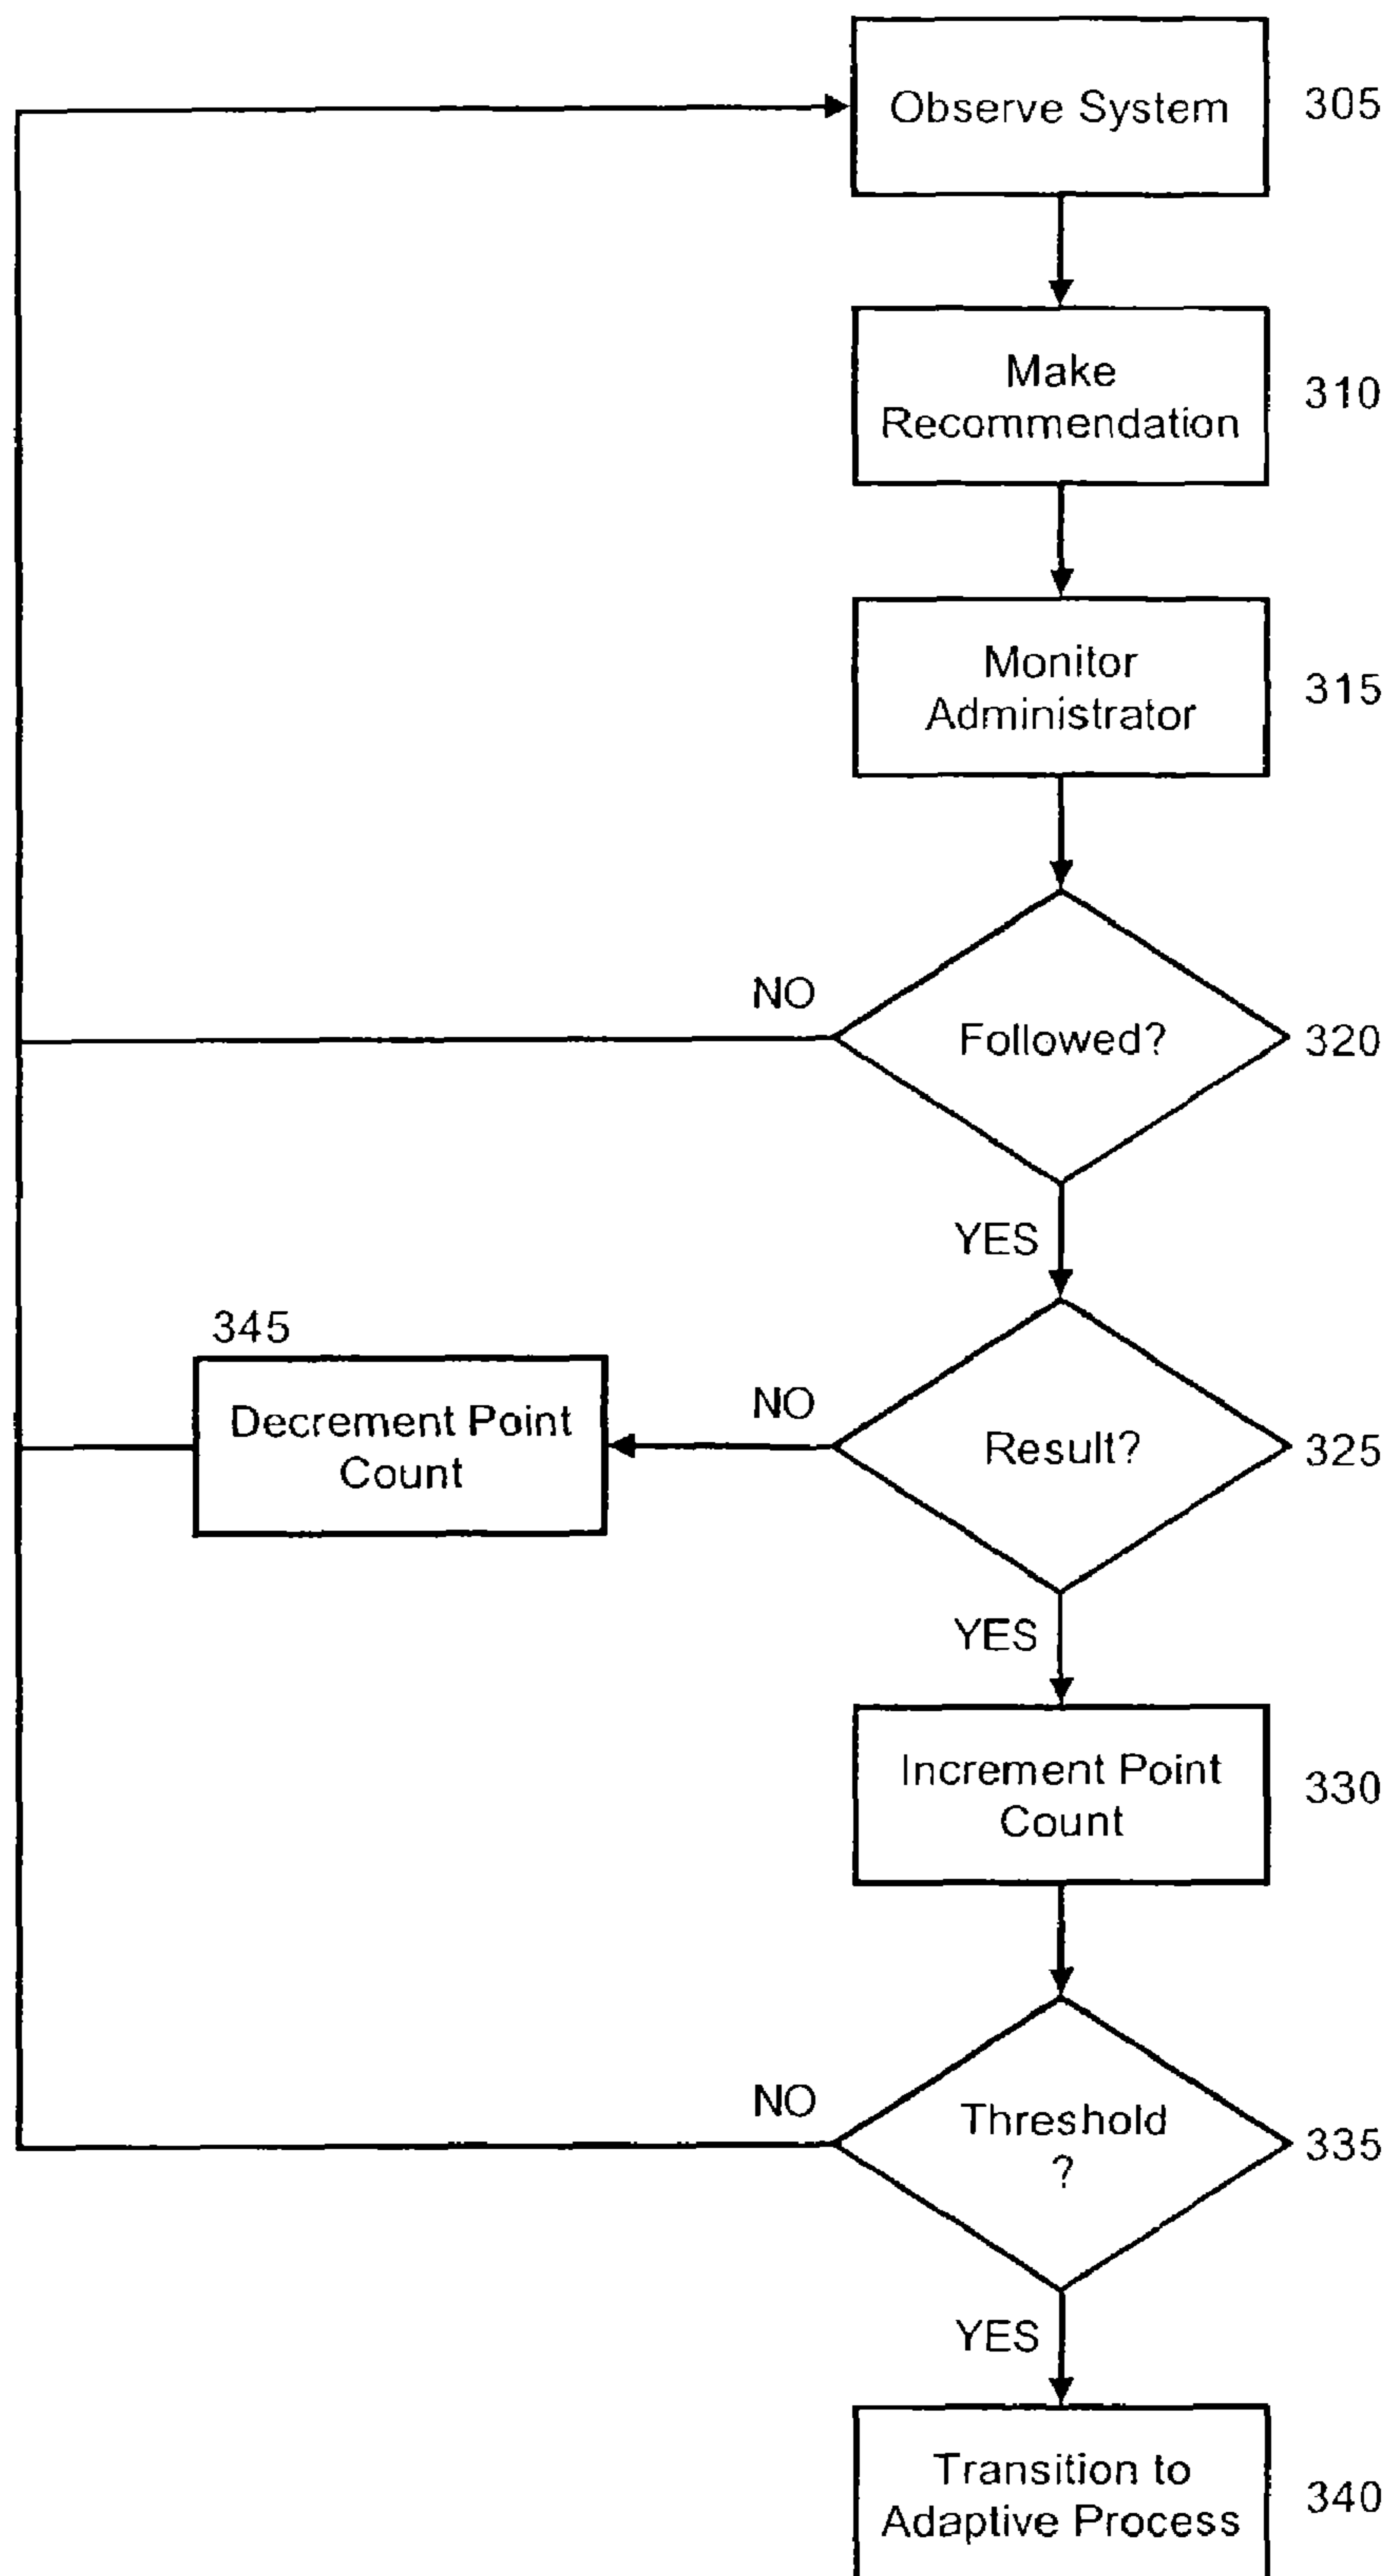 Observe System
305
Make
Recommendation
310
Monitor
Administrator
315
NO
Followed?
320
YES
345
Decrement Point
Count
NO
Result?
325
YES
Increment Point
Count
330
NO
Threshold
?
335
YES
Transition to
Adaptive Process
340